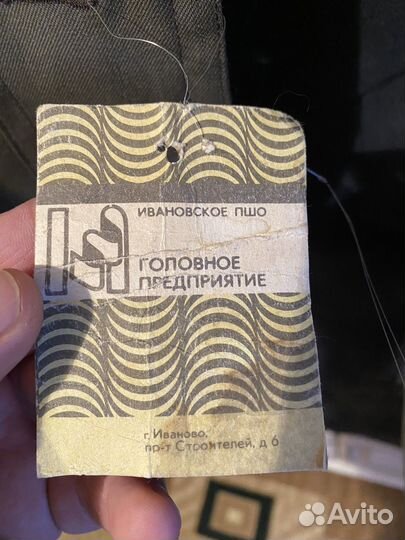 ИВАНОВСКОЕ ПШО
ГОЛОВНОЕ
ПРЕДПРИЯТИЕ
г. Иваново,
пр-т Строителей, д 6
Avito